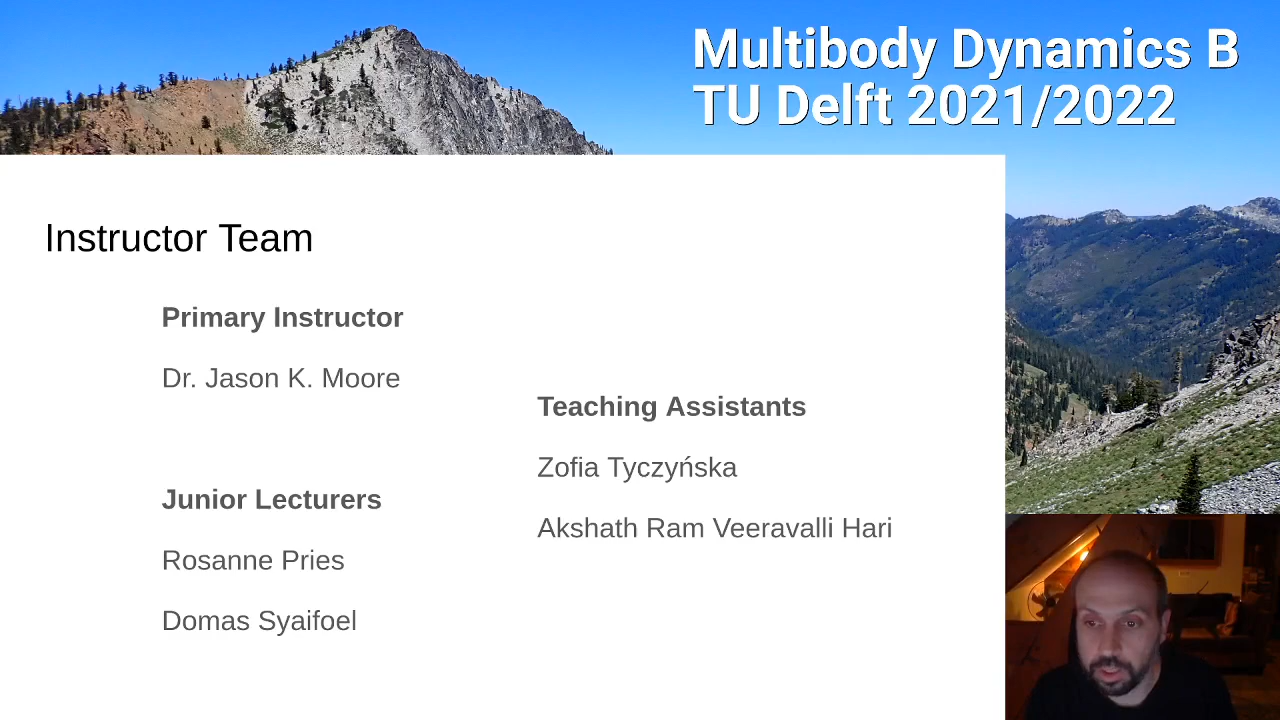 Multibody Dynamics B
TU Delft 2021/2022
Instructor Team
Primary Instructor
Dr. Jason K. Moore
Junior Lecturers
Rosanne Pries
Domas Syaifoel
Teaching Assistants
Zofia Tyczyńska
Akshath Ram Veeravalli Hari